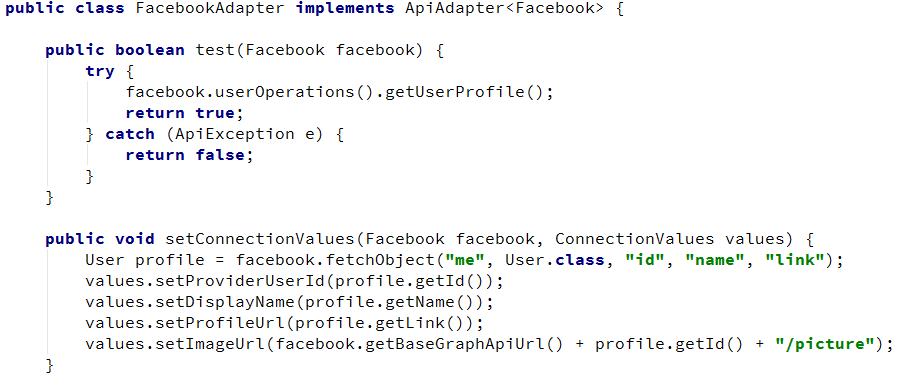 public class FacebookAdapter implements ApiAdapter<Facebook> {
public boolean test(Facebook facebook) {
try {
facebook.userOperations().getUserProfile();
return true;
} catch (ApiException e) {
return false;
}
}
public void setConnectionValues(Facebook facebook, ConnectionValues values) {
User profile = facebook.fetchObject("me", User.class, "id", "name", "link");
values.setProviderUserId(profile.getId());
values.setDisplayName(profile.getName());
values.setProfileUrl(profile.getLink());
values.setImageUrl(facebook.getBaseGraphApiUrl() + profile.getId() + "/picture");
}